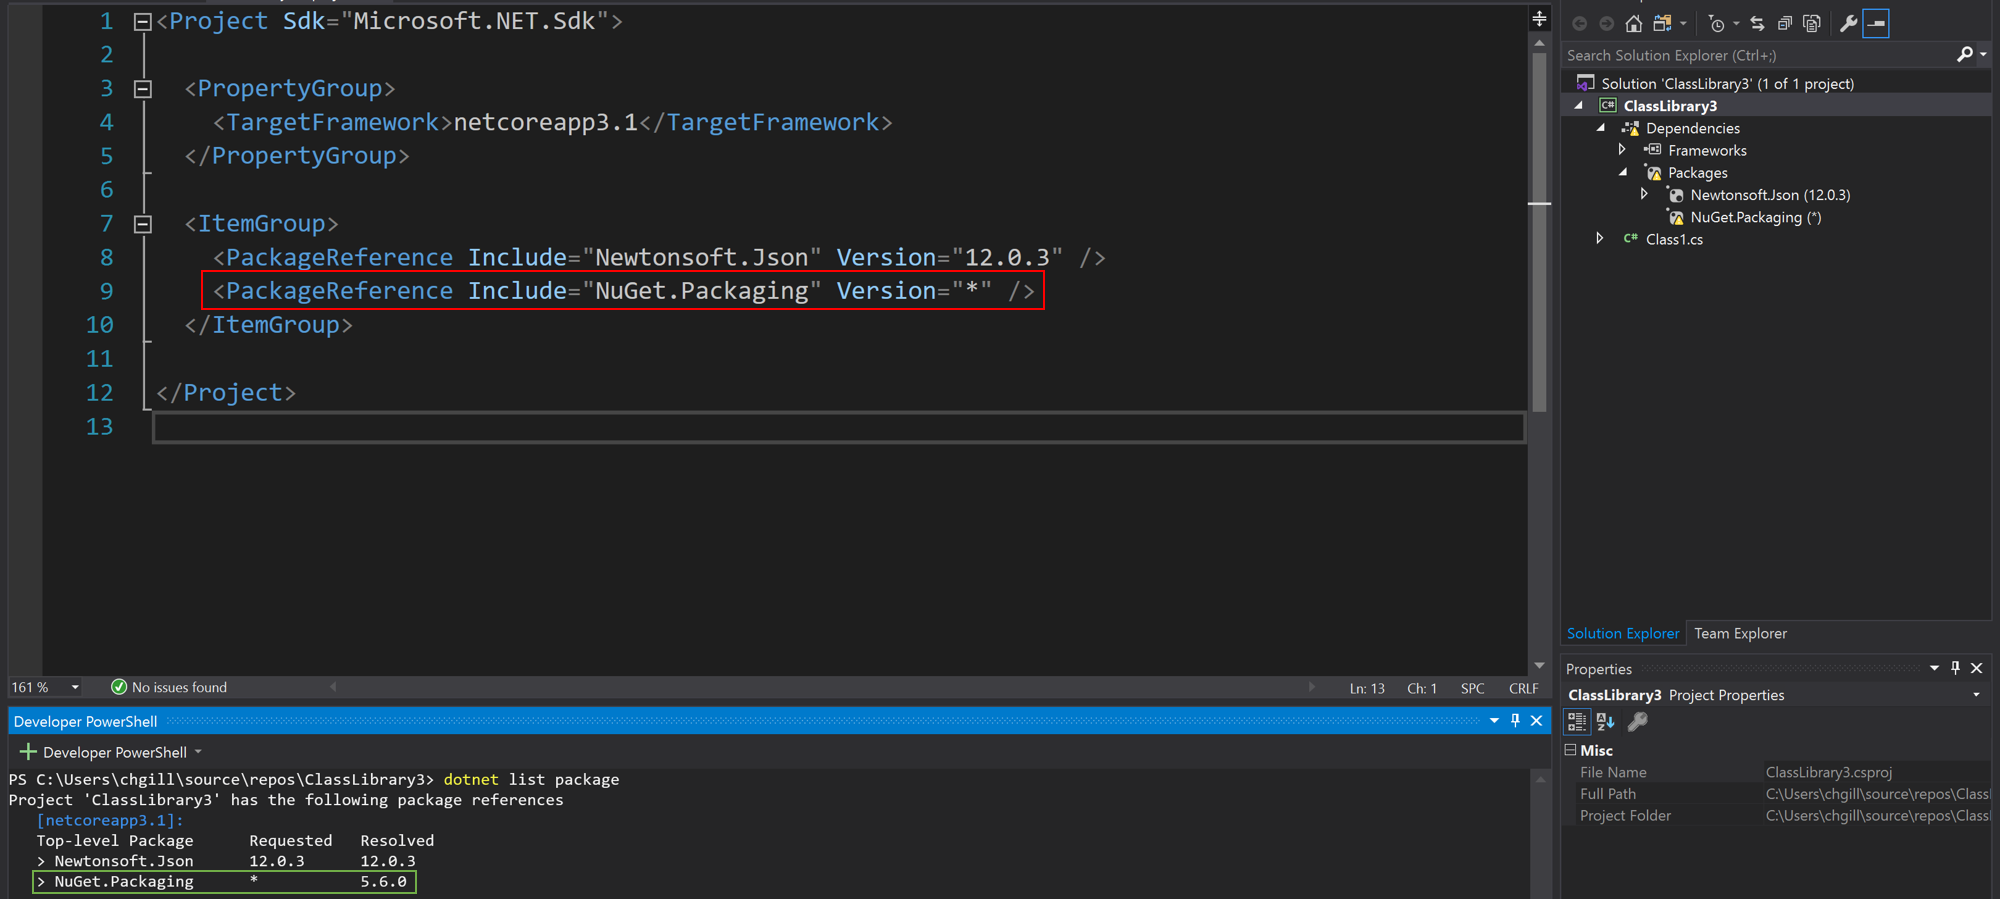 1 <Project Sdk="Microsoft.NET.Sdk">
2
3 <PropertyGroup>
4 <TargetFramework>netcoreapp3.1</TargetFramework>
5 </PropertyGroup>
6
7 <ItemGroup>
8 <PackageReference Include="Newtonsoft.Json" Version="12.0.3" />
9 <PackageReference Include="NuGet.Packaging" Version="*" />
10 </ItemGroup>
11
12 </Project>
13
161 % No issues found Ln: 13 Ch: 1 SPC CRLF
Developer PowerShell
Developer PowerShell
PS C:\Users\chgill\source\repos\ClassLibrary3> dotnet list package
Project 'ClassLibrary3' has the following package references
[netcoreapp3.1]:
Top-level Package Requested Resolved
> Newtonsoft.Json 12.0.3 12.0.3
> NuGet.Packaging * 5.6.0
Search Solution Explorer (Ctrl+;)
Solution 'ClassLibrary3' (1 of 1 project)
C# ClassLibrary3
Dependencies
Frameworks
Packages
Newtonsoft.Json (12.0.3)
NuGet.Packaging (*)
C# Class1.cs
Solution Explorer Team Explorer
Properties
ClassLibrary3 Project Properties
Misc
File Name ClassLibrary3.csproj
Full Path C:\Users\chgill\source\repos\Class
Project Folder C:\Users\chgill\source\repos\Class